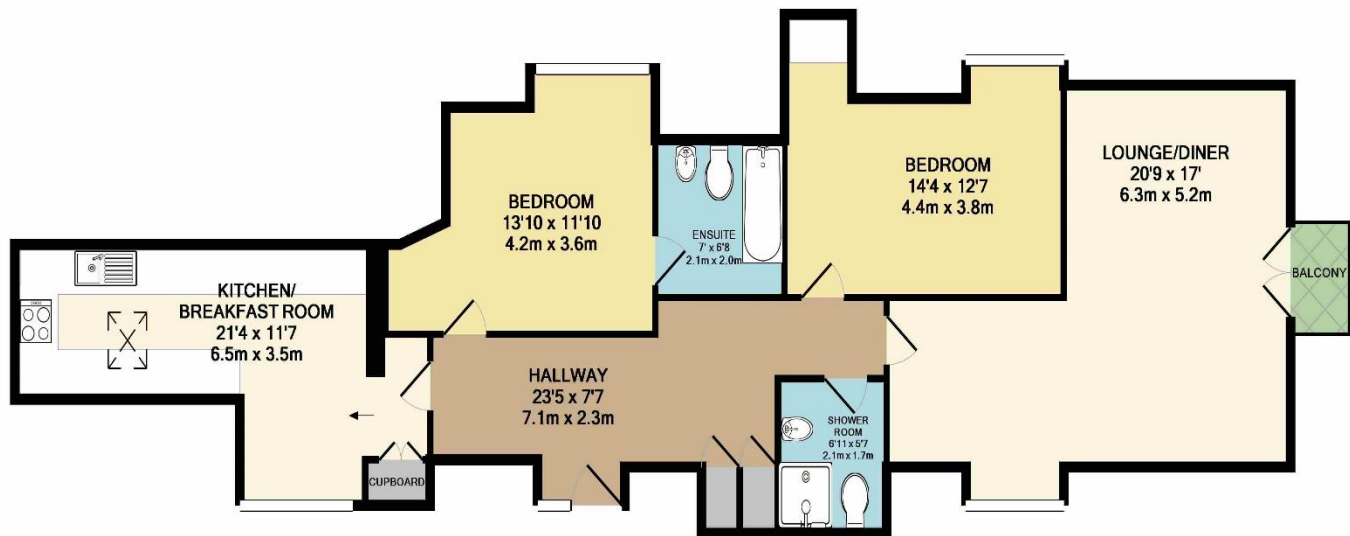 BEDROOM
13'10 x 11'10
4.2m x 3.6m
ENSUITE
7' x 6'8
2.1m x 2.0m
BEDROOM
14'4 x 12'7
4.4m x 3.8m
LOUNGE/DINER
20'9 x 17'
6.3m x 5.2m
BALCONY
KITCHEN/
BREAKFAST ROOM
21'4 x 11'7
6.5m x 3.5m
HALLWAY
23'5 x 7'7
7.1m x 2.3m
SHOWER
ROOM
6'11 x 5'7
2.1m x 1.7m
CUPBOARD